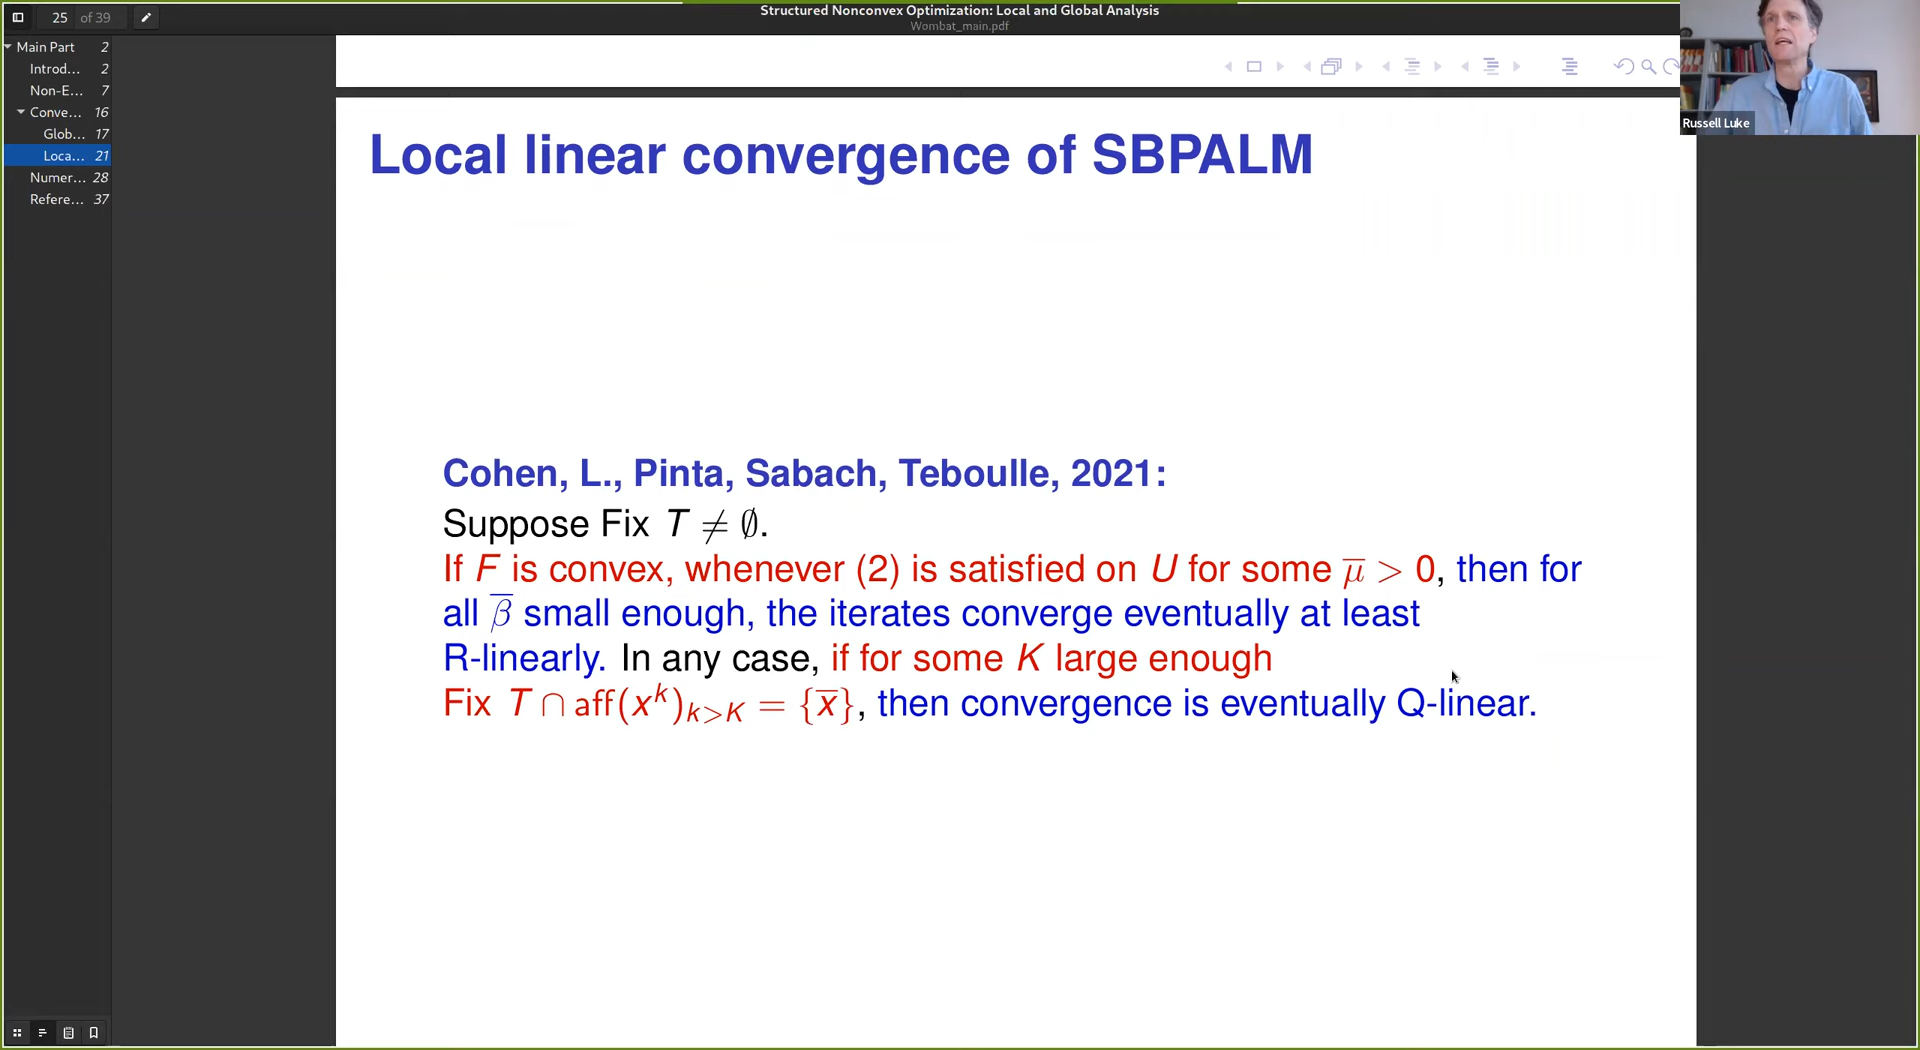 25 of 39
Structured Nonconvex Optimization: Local and Global Analysis
Wombat_main.pdf
Main Part 2
Introd... 2
Non-E... 7
Conve... 16
Glob... 17
Loca... 21
Numer... 28
Refere... 37
Russell Luke
Local linear convergence of SBPALM
Cohen, L., Pinta, Sabach, Teboulle, 2021:
Suppose Fix T ≠ ∅.
If F is convex, whenever (2) is satisfied on U for some μ̅ > 0, then for
all β̅ small enough, the iterates converge eventually at least
R-linearly. In any case, if for some K large enough
Fix T ∩ aff(xᵏ)ₖ>K = {x̅}, then convergence is eventually Q-linear.